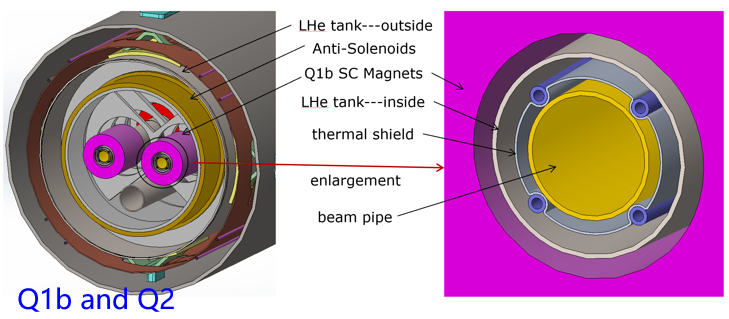 LHe tank---outside
Anti-Solenoids
Q1b SC Magnets
LHe tank---inside
thermal shield
enlargement
beam pipe
Q1b and Q2